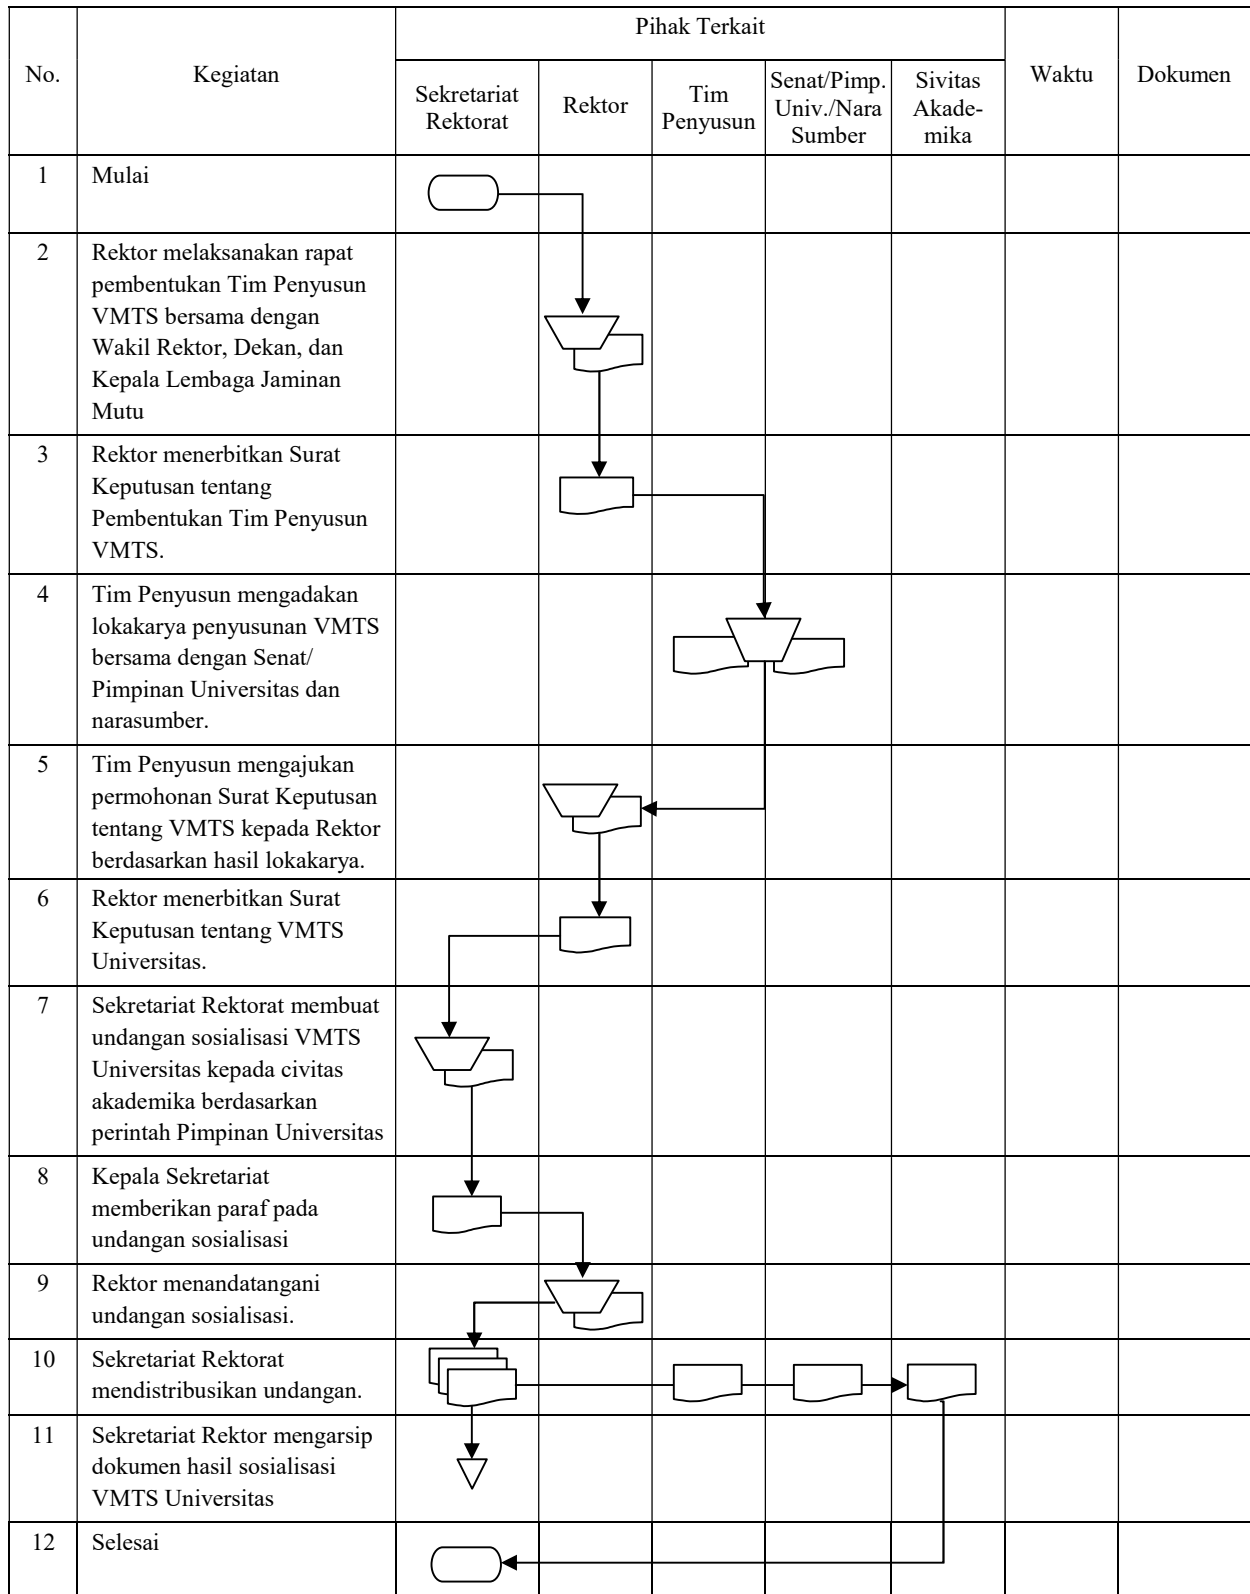 Pihak Terkait
No.
Kegiatan
Waktu
Dokumen
Sekretariat
Rektorat
Rektor
Tim
Penyusun
Senat/Pimp.
Univ./Nara
Sumber
Sivitas
Akade-
mika
1
Mulai
2
Rektor melaksanakan rapat
pembentukan Tim Penyusun
VMTS bersama dengan
Wakil Rektor, Dekan, dan
Kepala Lembaga Jaminan
Mutu
3
Rektor menerbitkan Surat
Keputusan tentang
Pembentukan Tim Penyusun
VMTS.
4
Tim Penyusun mengadakan
lokakarya penyusunan VMTS
bersama dengan Senat/
Pimpinan Universitas dan
narasumber.
5
Tim Penyusun mengajukan
permohonan Surat Keputusan
tentang VMTS kepada Rektor
berdasarkan hasil lokakarya.
6
Rektor menerbitkan Surat
Keputusan tentang VMTS
Universitas.
7
Sekretariat Rektorat membuat
undangan sosialisasi VMTS
Universitas kepada civitas
akademika berdasarkan
perintah Pimpinan Universitas
8
Kepala Sekretariat
memberikan paraf pada
undangan sosialisasi
9
Rektor menandatangani
undangan sosialisasi.
10
Sekretariat Rektorat
mendistribusikan undangan.
11
Sekretariat Rektor mengarsip
dokumen hasil sosialisasi
VMTS Universitas
12
Selesai